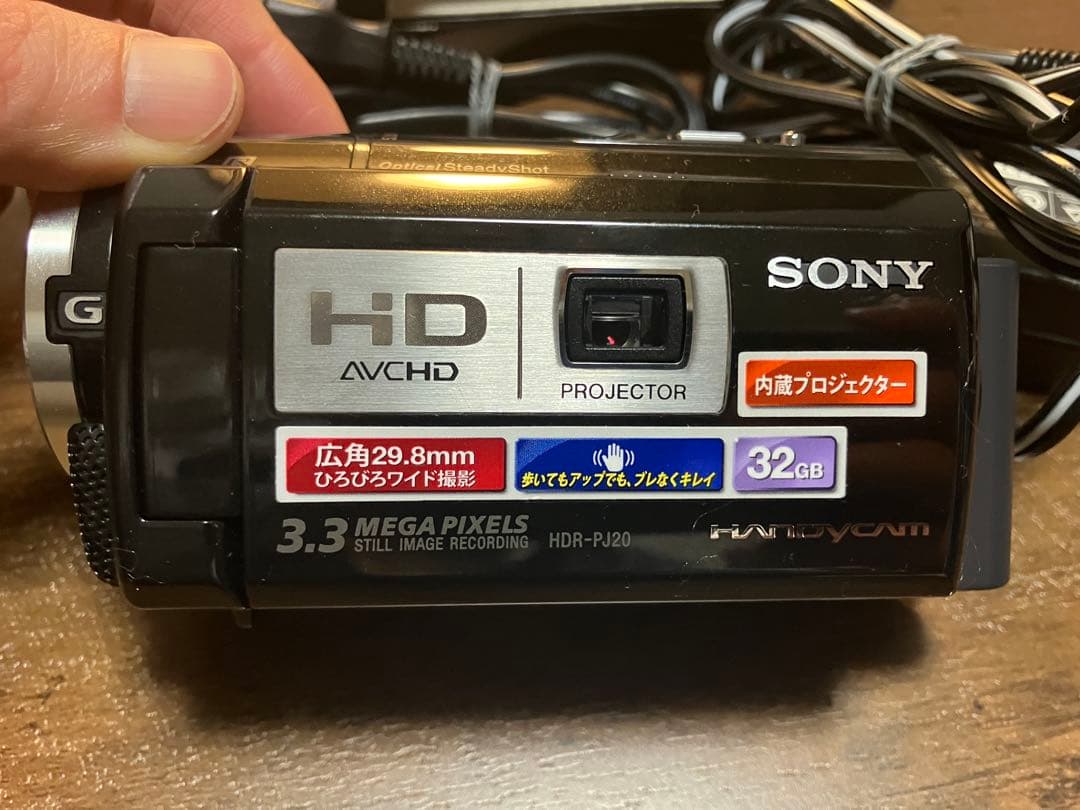 Optical SteadyShot
G
HD
AVCHD
PROJECTOR
SONY
内蔵プロジェクター
広角29.8mm
ひろびろワイド撮影
歩いてもアップでも、ブレなくキレイ
32GB
3.3 MEGA PIXELS
STILL IMAGE RECORDING
HDR-PJ20
HANDYCAM